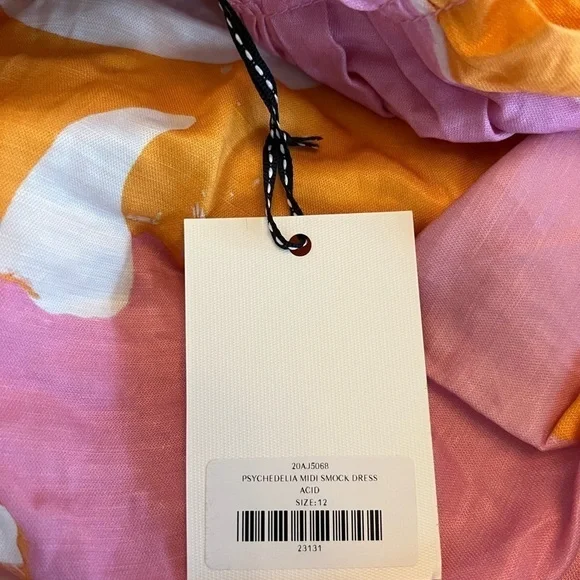 20AJ5068
PSYCHEDELIA MIDI SMOCK DRESS
ACID
SIZE:12
23131